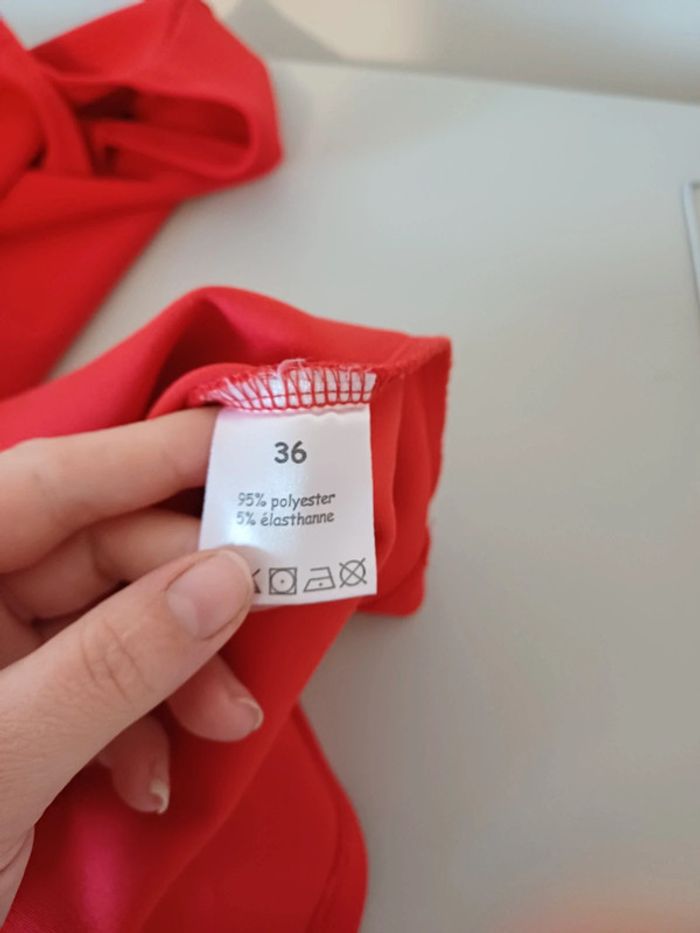 36
95% polyester
5% élasthanne